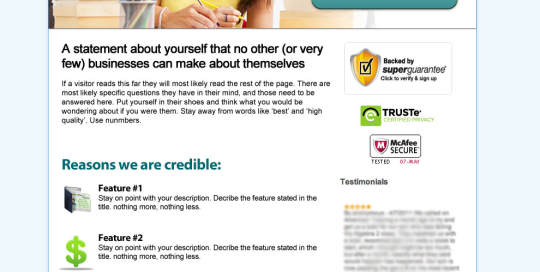 A statement about yourself that no other (or very
few) businesses can make about themselves
If a visitor reads this far they will most likely read the rest of the page. There are
most likely specific questions they have in their mind, and those need to be
answered here. Put yourself in their shoes and think what you would be
wondering about if you were them. Stay away from words like 'best' and 'high
quality'. Use nunmbers.
Reasons we are credible:
Feature #1
Stay on point with your description. Decribe the feature stated in the
title. nothing more, nothing less.
Feature #2
Stay on point with your description. Decribe the feature stated in the
title. nothing more, nothing less.
Backed by
superguarantee
Click to verify & sign up
TRUSTe
CERTIFIED PRIVACY
McAfee
SECURE
TESTED 07-MAY
Testimonials